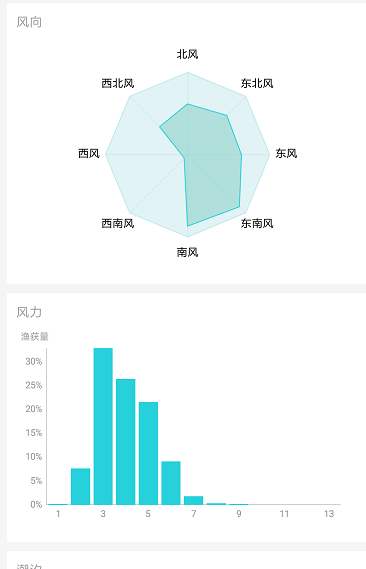 风向
北风
西北风 东北风
西风 东风
西南风 东南风
南风
风力
渔获量
30%
25%
20%
15%
10%
5%
0%
1 3 5 7 9 11 13